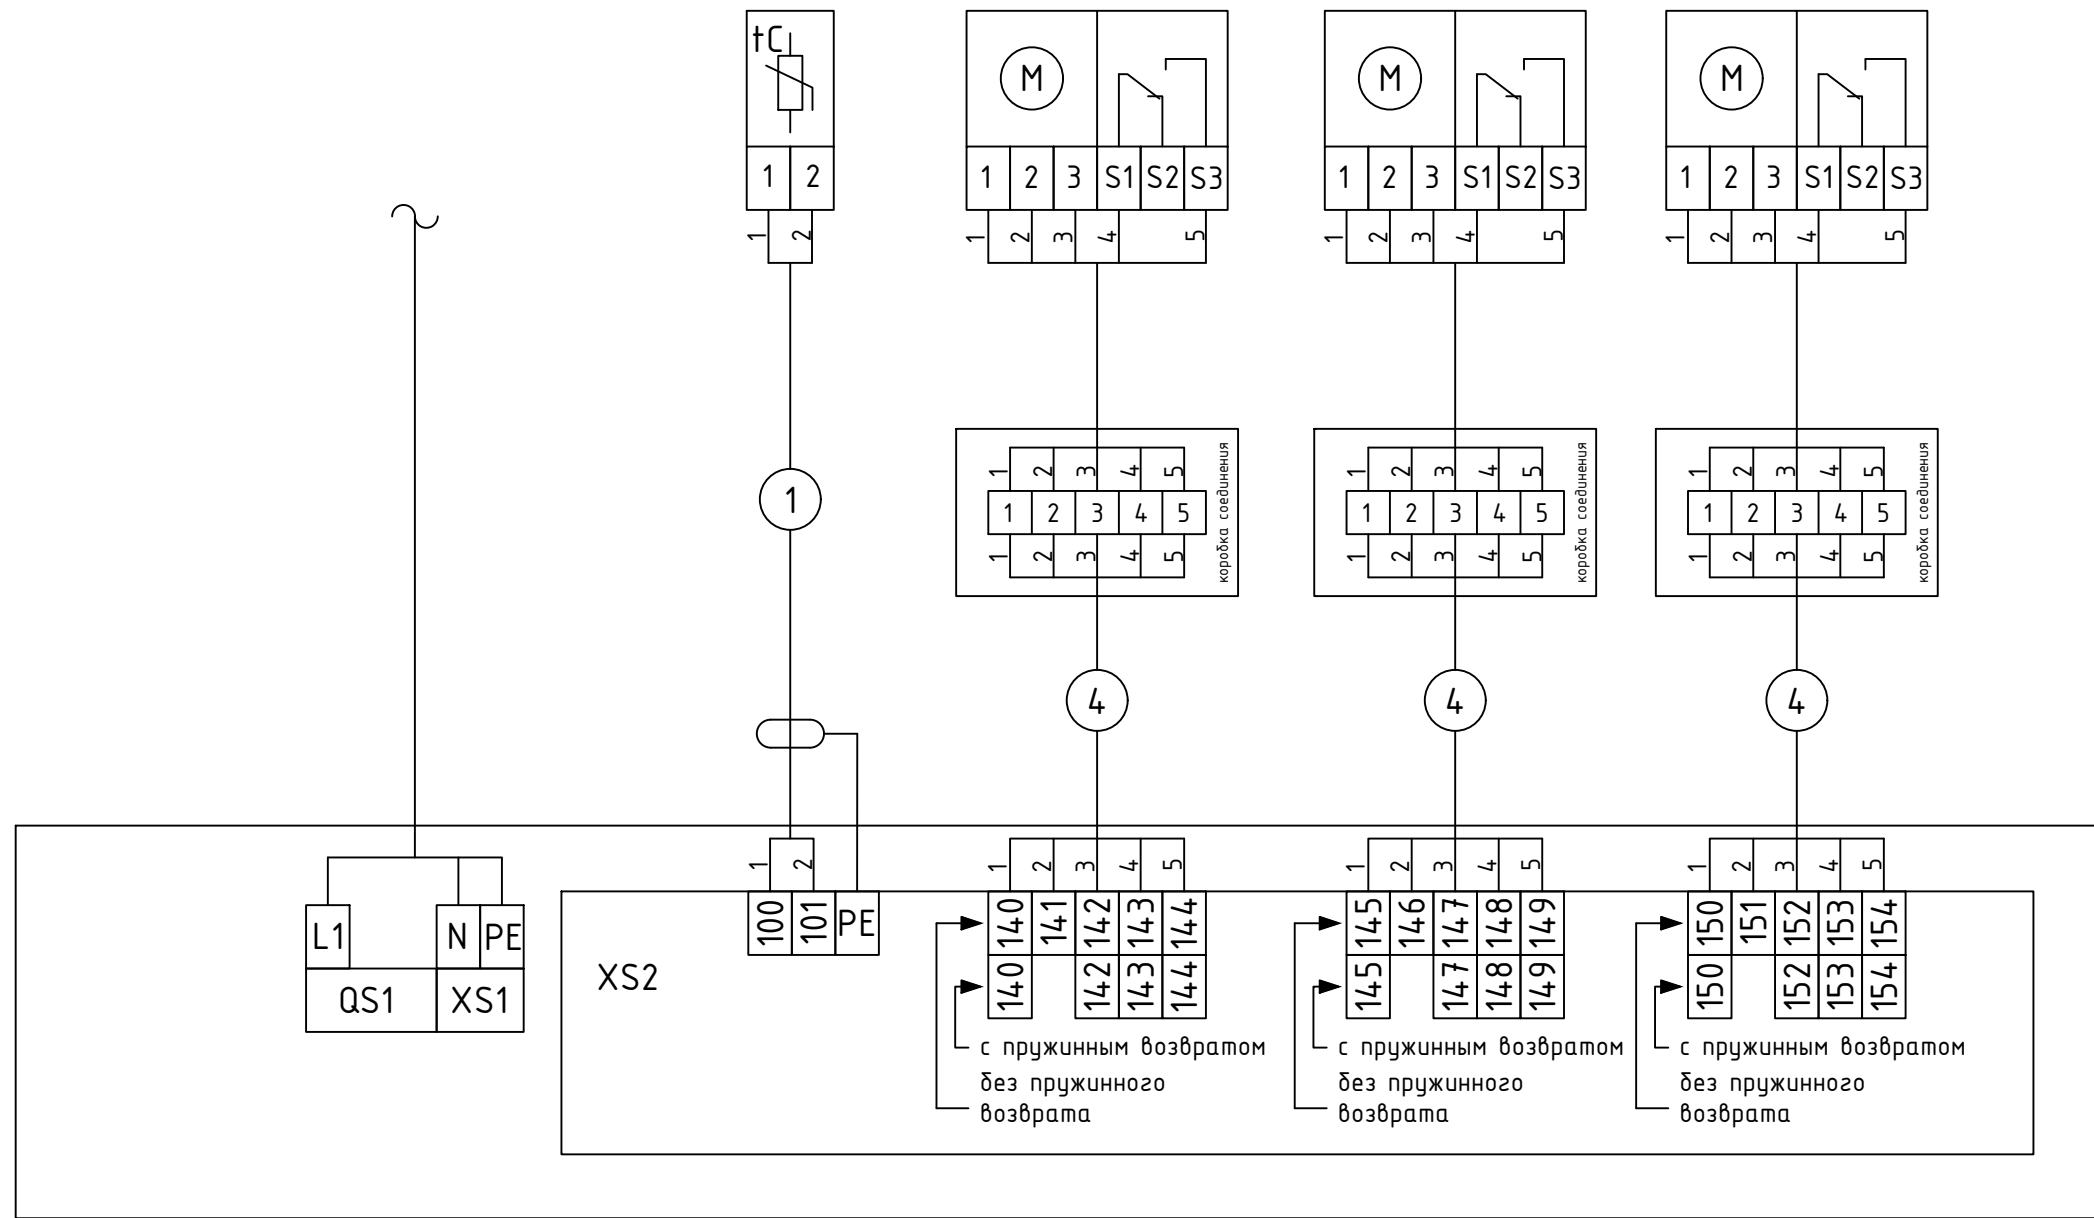 tC
M
M
M
1 2
1 2 3 S1 S2 S3
1 2 3 S1 S2 S3
1 2 3 S1 S2 S3
1 2
1 2 3 4 5
1 2 3 4 5
1 2 3 4 5
1
1 2 3 4 5
1 2 3 4 5
1 2 3 4 5
коробка соединения
1 2 3 4 5
1 2 3 4 5
1 2 3 4 5
коробка соединения
1 2 3 4 5
1 2 3 4 5
1 2 3 4 5
коробка соединения
4
4
4
1 2
1 2 3 4 5
1 2 3 4 5
1 2 3 4 5
L1 N PE
QS1 XS1
XS2
100 101 PE
140 141 142 143 144
140 142 143 144
с пружинным возвратом
без пружинного
возврата
145 146 147 148 149
145 147 148 149
с пружинным возвратом
без пружинного
возврата
150 151 152 153 154
150 152 153 154
с пружинным возвратом
без пружинного
возврата